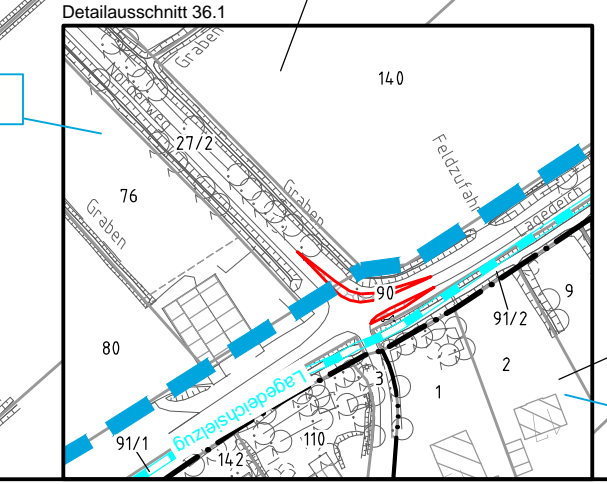 Detailausschnitt 36.1
Graben
140
27/2
Feldzufahr
76
Graben
Graben
Lagedeich
90
9
91/2
80
2
3
1
Lagedeichsielzug
110
91/1
142